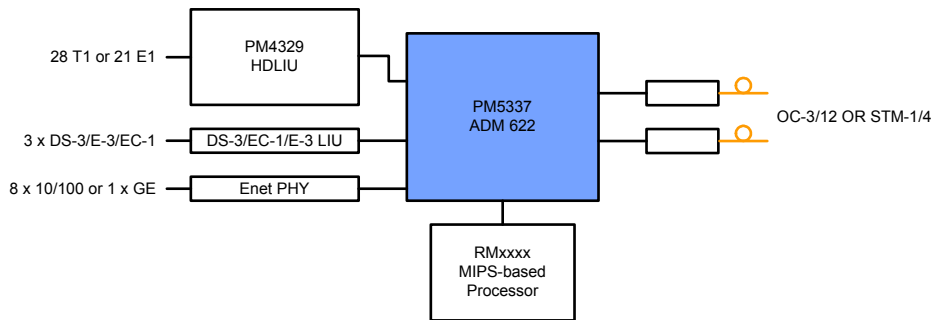 28 T1 or 21 E1
PM4329
HDLIU
3 x DS-3/E-3/EC-1
DS-3/EC-1/E-3 LIU
8 x 10/100 or 1 x GE
Enet PHY
PM5337
ADM 622
RMxxxx
MIPS-based
Processor
OC-3/12 OR STM-1/4